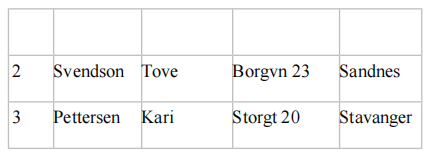 2 Svendson Tove Borgvn 23 Sandnes
3 Pettersen Kari Storgt 20 Stavanger